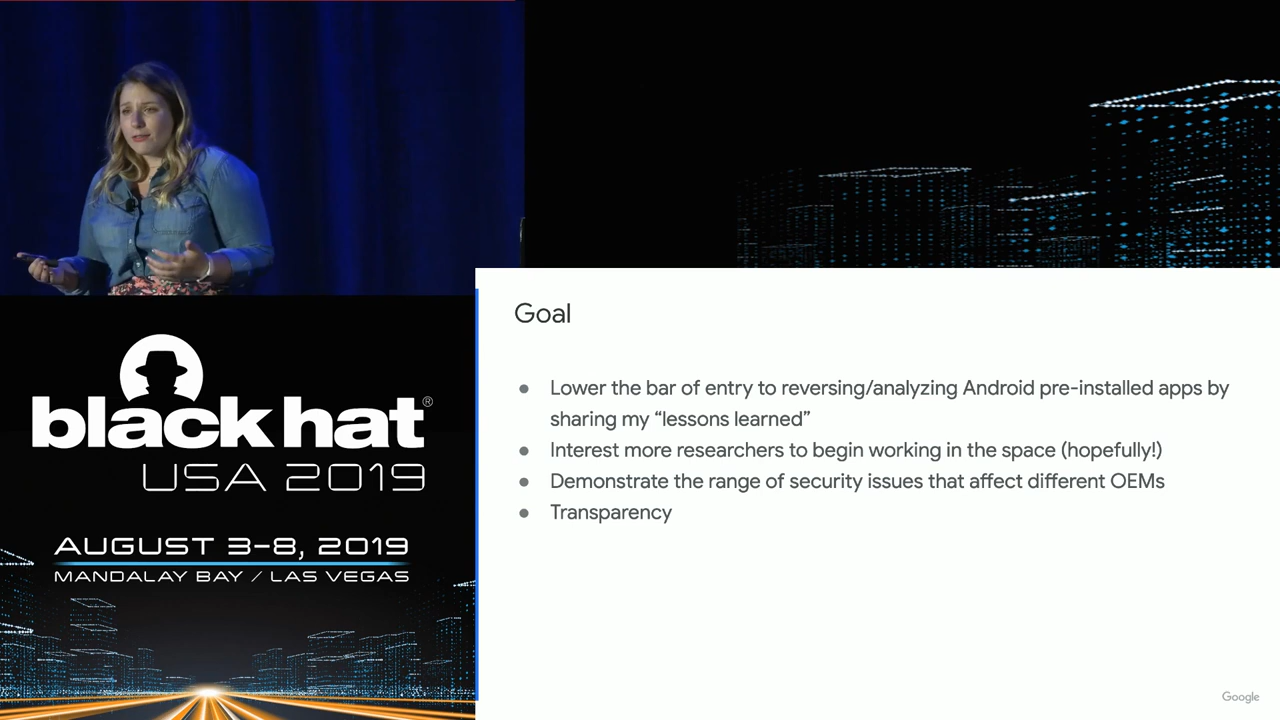 Goal
● Lower the bar of entry to reversing/analyzing Android pre-installed apps by
sharing my “lessons learned”
● Interest more researchers to begin working in the space (hopefully!)
● Demonstrate the range of security issues that affect different OEMs
● Transparency
Google
black hat®
USA 2019
AUGUST 3–8, 2019
MANDALAY BAY / LAS VEGAS